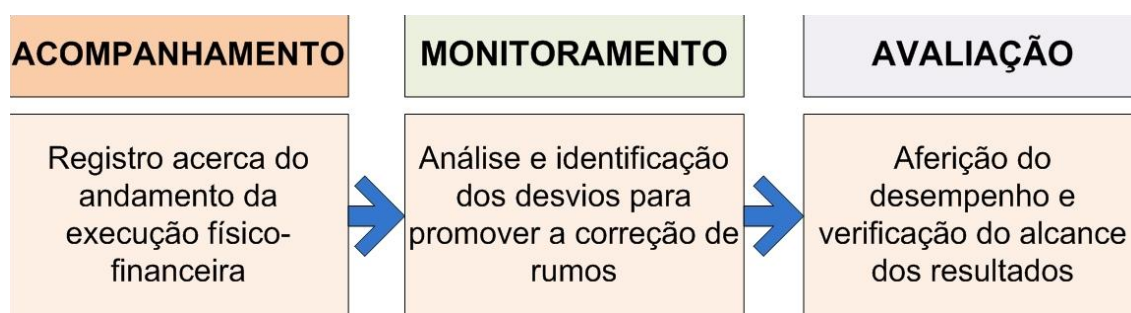 ACOMPANHAMENTO
MONITORAMENTO
AVALIAÇÃO
Registro acerca do
andamento da
execução físico-
financeira
Análise e identificação
dos desvios para
promover a correção de
rumos
Aferição do
desempenho e
verificação do alcance
dos resultados